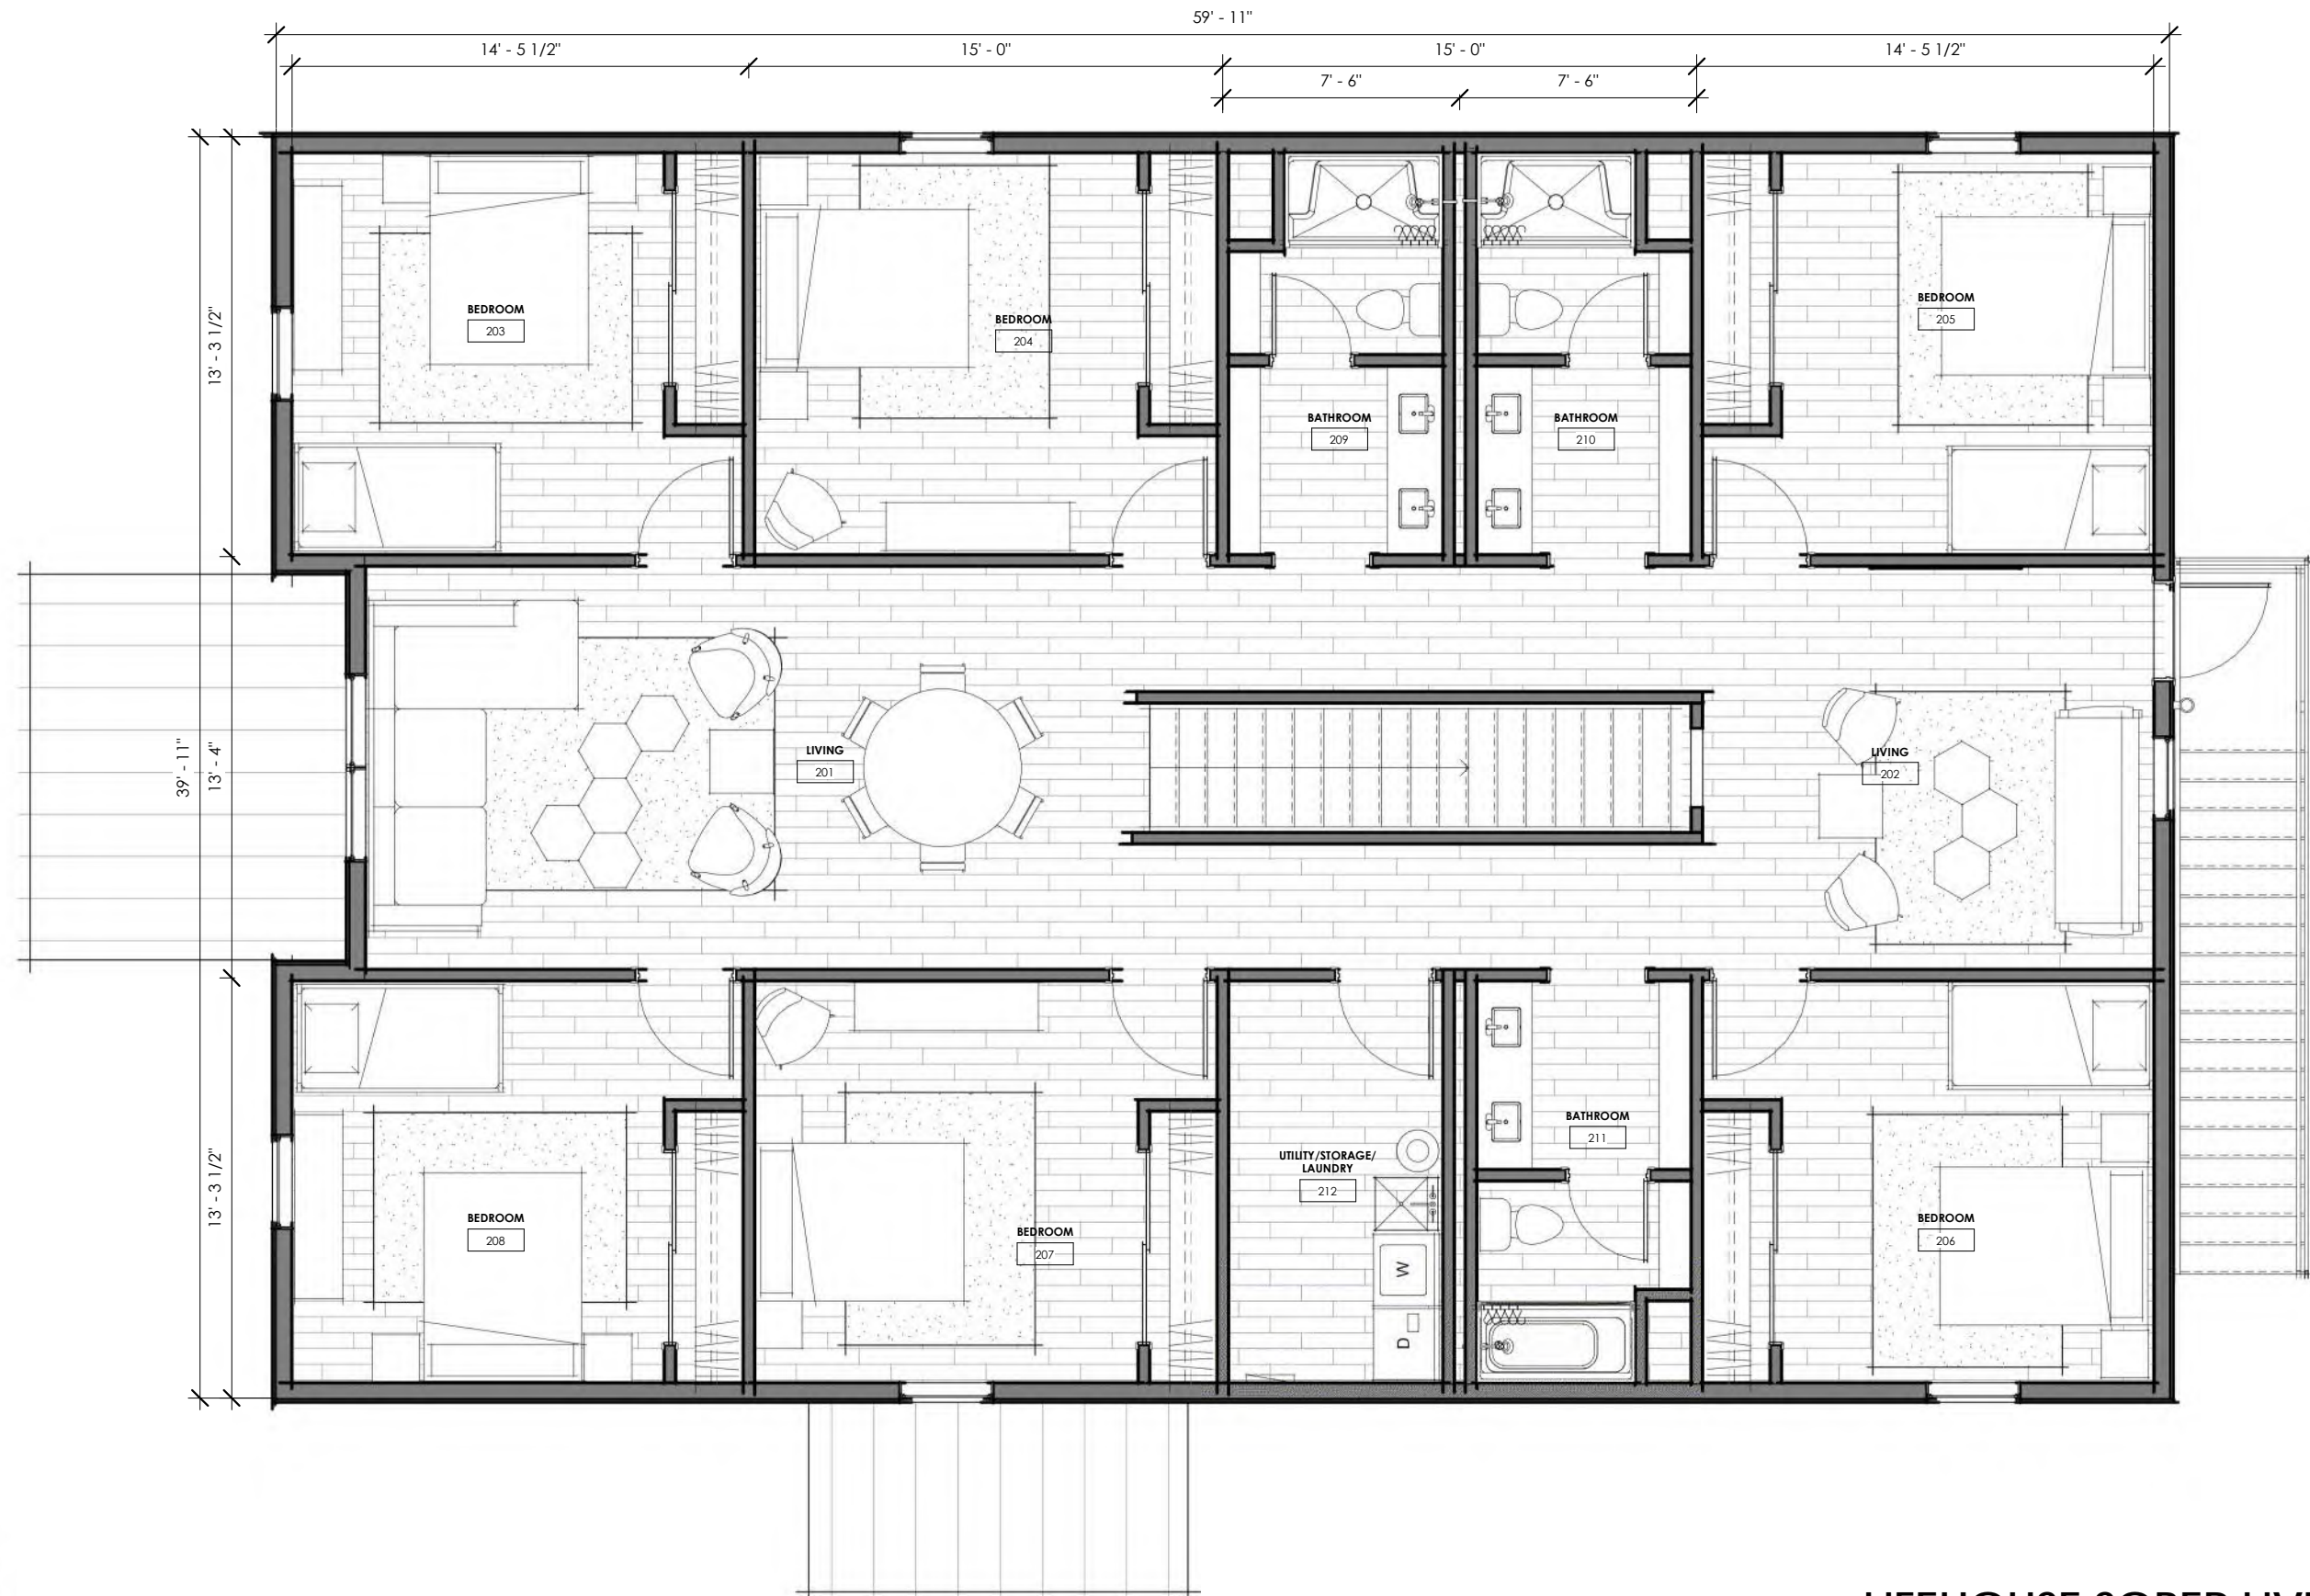 59' - 11"
14' - 5 1/2"
15' - 0"
15' - 0"
14' - 5 1/2"
7' - 6"
7' - 6"
13' - 3 1/2"
39' - 11"
13' - 4"
13' - 3 1/2"
BEDROOM
203
BEDROOM
204
BEDROOM
205
BATHROOM
209
BATHROOM
210
LIVING
201
LIVING
202
BATHROOM
211
UTILITY/STORAGE/
LAUNDRY
212
W
D
BEDROOM
208
BEDROOM
207
BEDROOM
206